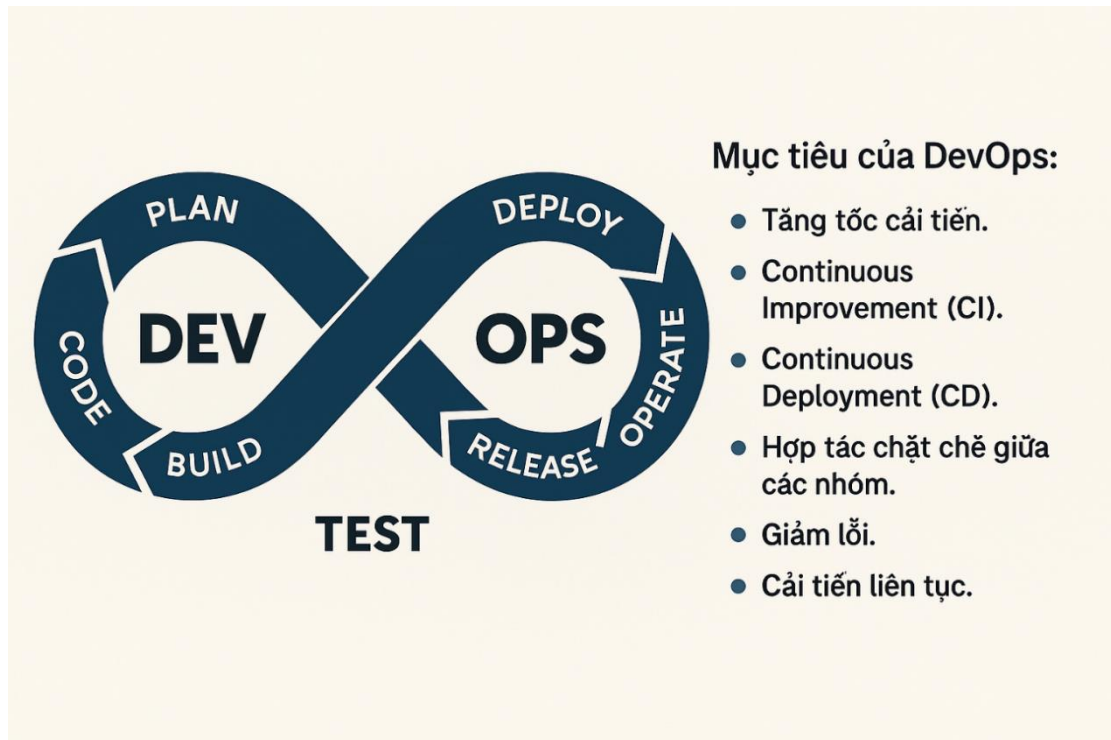 PLAN
CODE
BUILD
DEV
TEST
DEPLOY
OPERATE
RELEASE
OPS
Mục tiêu của DevOps:
Tăng tốc cải tiến.
Continuous
Improvement (CI).
Continuous
Deployment (CD).
Hợp tác chặt chẽ giữa
các nhóm.
Giảm lỗi.
Cải tiến liên tục.